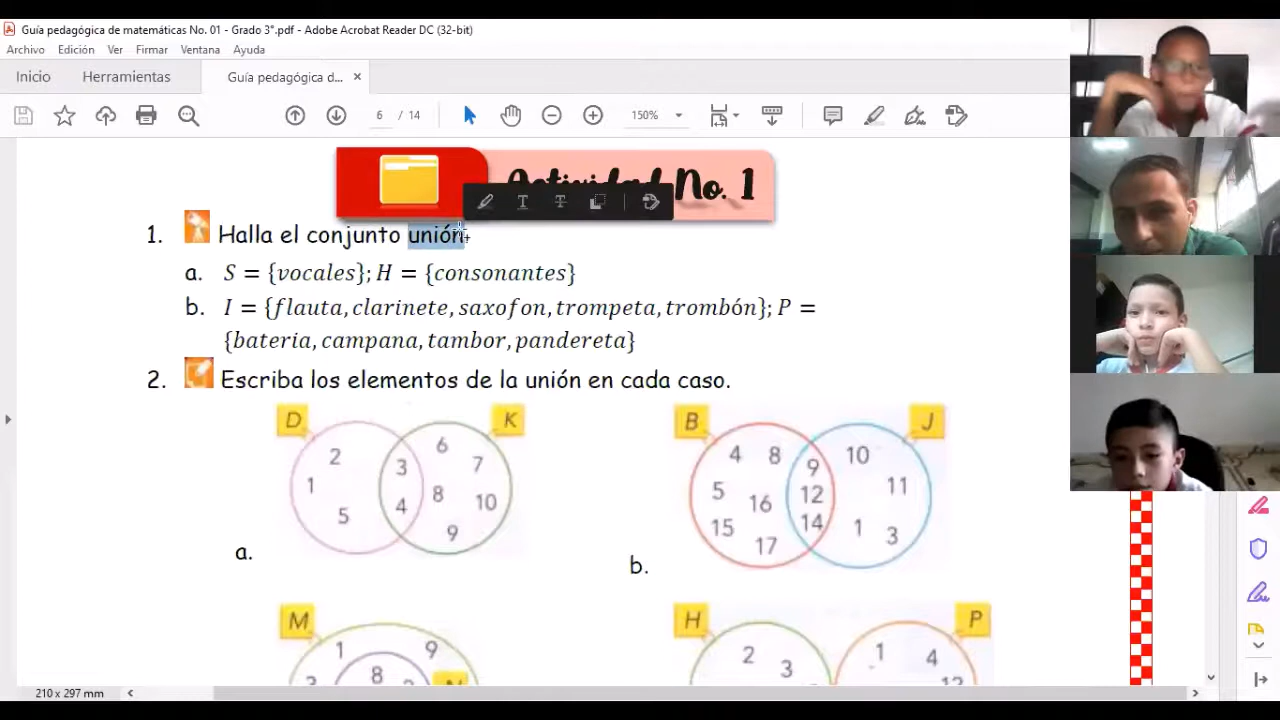 Guía pedagógica de matemáticas No. 01 - Grado 3°.pdf - Adobe Acrobat Reader DC (32-bit)
Archivo Edición Ver Firmar Ventana Ayuda
Inicio Herramientas Guía pedagógica d... ×
6 / 14 150%
Actividad No. 1
1. Halla el conjunto unión
a. S = {vocales}; H = {consonantes}
b. I = {flauta, clarinete, saxofon, trompeta, trombón}; P =
{bateria, campana, tambor, pandereta}
2. Escriba los elementos de la unión en cada caso.
D K
2 1 5 3 4 6 7 8 10 9
a.
B J
4 8 5 16 15 17 9 12 14 10 11 1 3
b.
M
1 9 8
H P
2 3 1 4 12
210 x 297 mm